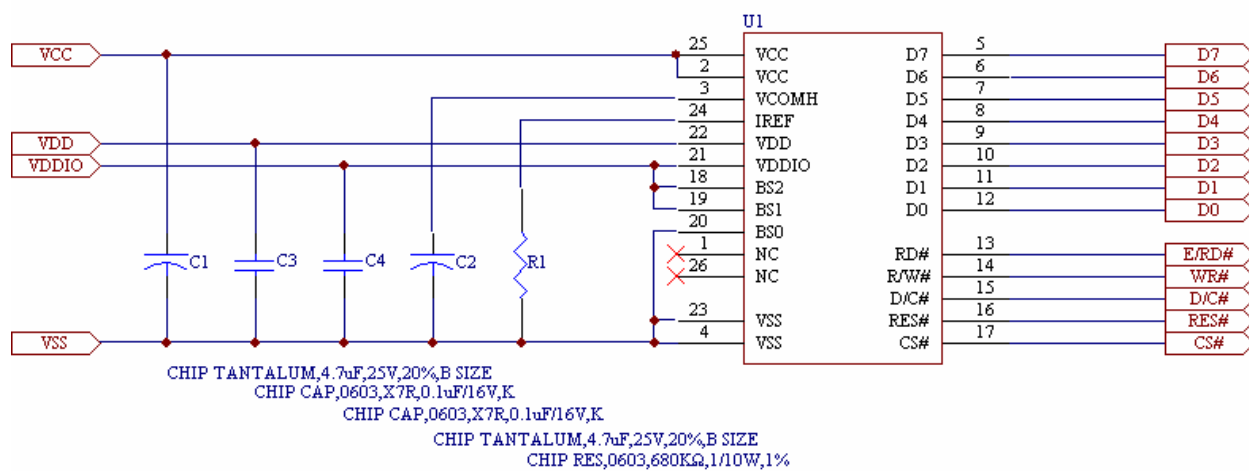 U1
VCC 25 VCC D7 5 D7
2 VCC D6 6 D6
3 VCOMH D5 7 D5
24 IREF D4 8 D4
VDD 22 VDD D3 9 D3
VDDIO 21 VDDIO D2 10 D2
18 BS2 D1 11 D1
19 BS1 D0 12 D0
20 BS0
1 NC RD# 13 E/RD#
C1 C3 C4 C2 R1
26 NC R/W# 14 WR#
D/C# 15 D/C#
23 VSS RES# 16 RES#
VSS 4 VSS CS# 17 CS#
CHIP TANTALUM,4.7uF,25V,20%,B SIZE
CHIP CAP,0603,X7R,0.1uF/16V,K
CHIP CAP,0603,X7R,0.1uF/16V,K
CHIP TANTALUM,4.7uF,25V,20%,B SIZE
CHIP RES,0603,680KΩ,1/10W,1%